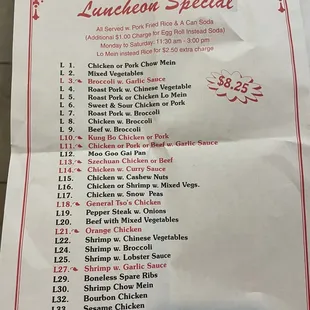 Luncheon Special
All Served w. Pork Fried Rice & A Can Soda
(Additional $1.00 Charge for Egg Roll Instead Soda)
Monday to Saturday: 11:30 am - 3:00 pm
Lo Mein instead Rice for $2.50 extra charge
$8.25
L 1. Chicken or Pork Chow Mein
L 2. Mixed Vegetables
L 3. Broccoli w. Garlic Sauce
L 4. Roast Pork w. Chinese Vegetable
L 5. Roast Pork or Chicken Lo Mein
L 6. Sweet & Sour Chicken or Pork
L 7. Roast Pork w. Broccoli
L 8. Chicken w. Broccoli
L 9. Beef w. Broccoli
L10. Kung Bo Chicken or Pork
L11. Chicken or Pork or Beef w. Garlic Sauce
L12. Moo Goo Gai Pan
L13. Szechuan Chicken or Beef
L14. Chicken w. Curry Sauce
L15. Chicken w. Cashew Nuts
L16. Chicken or Shrimp w. Mixed Vegs.
L17. Chicken w. Snow Peas
L18. General Tso's Chicken
L19. Pepper Steak w. Onions
L20. Beef with Mixed Vegetables
L21. Orange Chicken
L22. Shrimp w. Chinese Vegetables
L24. Shrimp w. Broccoli
L25. Shrimp w. Lobster Sauce
L27. Shrimp w. Garlic Sauce
L29. Boneless Spare Ribs
L30. Shrimp Chow Mein
L32. Bourbon Chicken
L33. Sesame Chicken